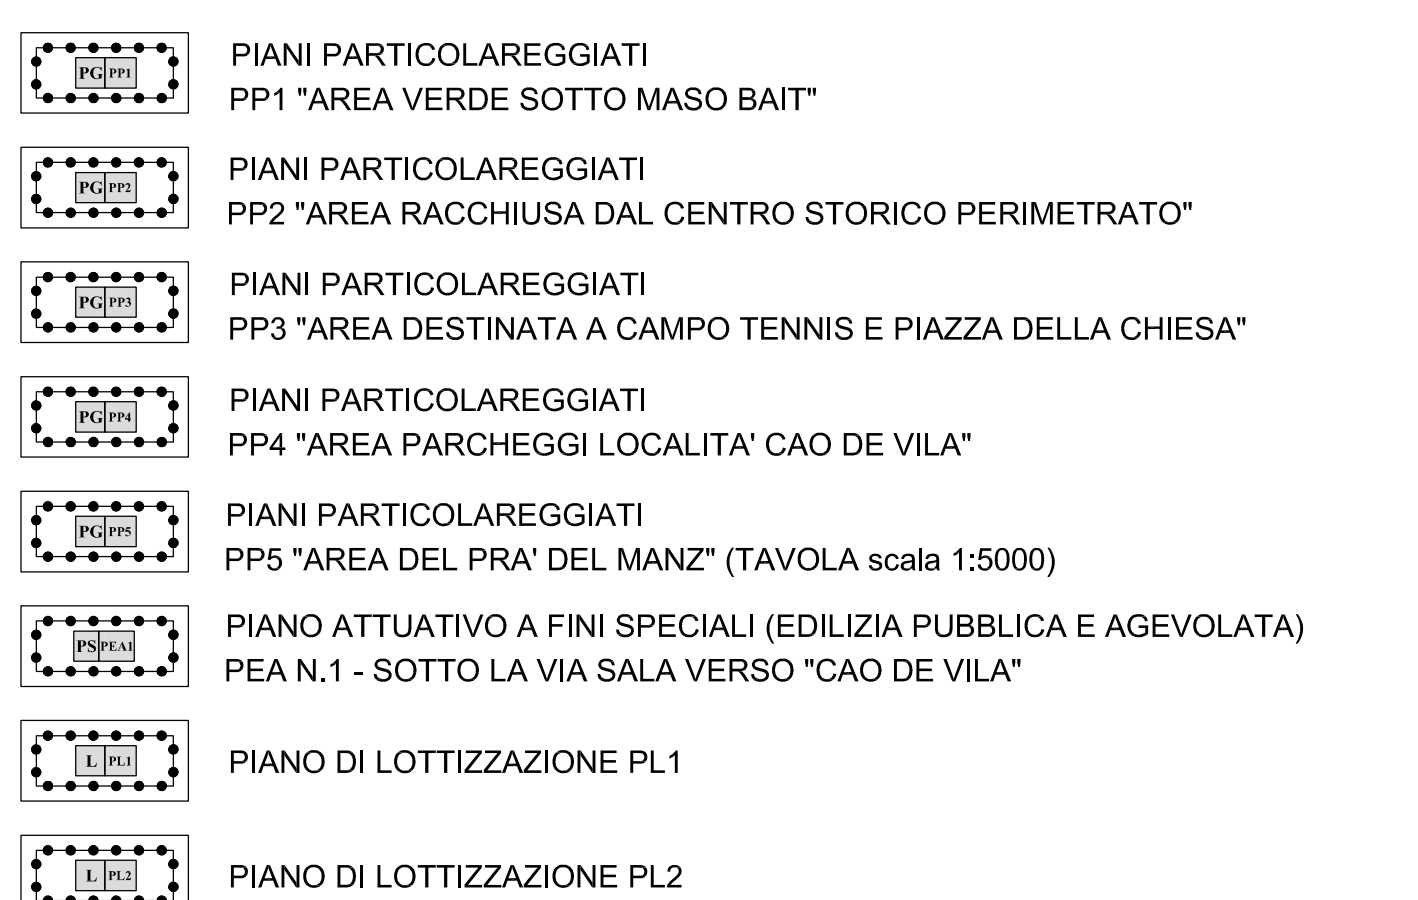 PG PP1 PIANI PARTICOLAREGGIATI
PP1 "AREA VERDE SOTTO MASO BAIT"
PG PP2 PIANI PARTICOLAREGGIATI
PP2 "AREA RACCHIUSA DAL CENTRO STORICO PERIMETRATO"
PG PP3 PIANI PARTICOLAREGGIATI
PP3 "AREA DESTINATA A CAMPO TENNIS E PIAZZA DELLA CHIESA"
PG PP4 PIANI PARTICOLAREGGIATI
PP4 "AREA PARCHEGGI LOCALITA' CAO DE VILA"
PG PP5 PIANI PARTICOLAREGGIATI
PP5 "AREA DEL PRA' DEL MANZ" (TAVOLA scala 1:5000)
PS PEA1 PIANO ATTUATIVO A FINI SPECIALI (EDILIZIA PUBBLICA E AGEVOLATA)
PEA N.1 - SOTTO LA VIA SALA VERSO "CAO DE VILA"
L PL1 PIANO DI LOTTIZZAZIONE PL1
L PL2 PIANO DI LOTTIZZAZIONE PL2